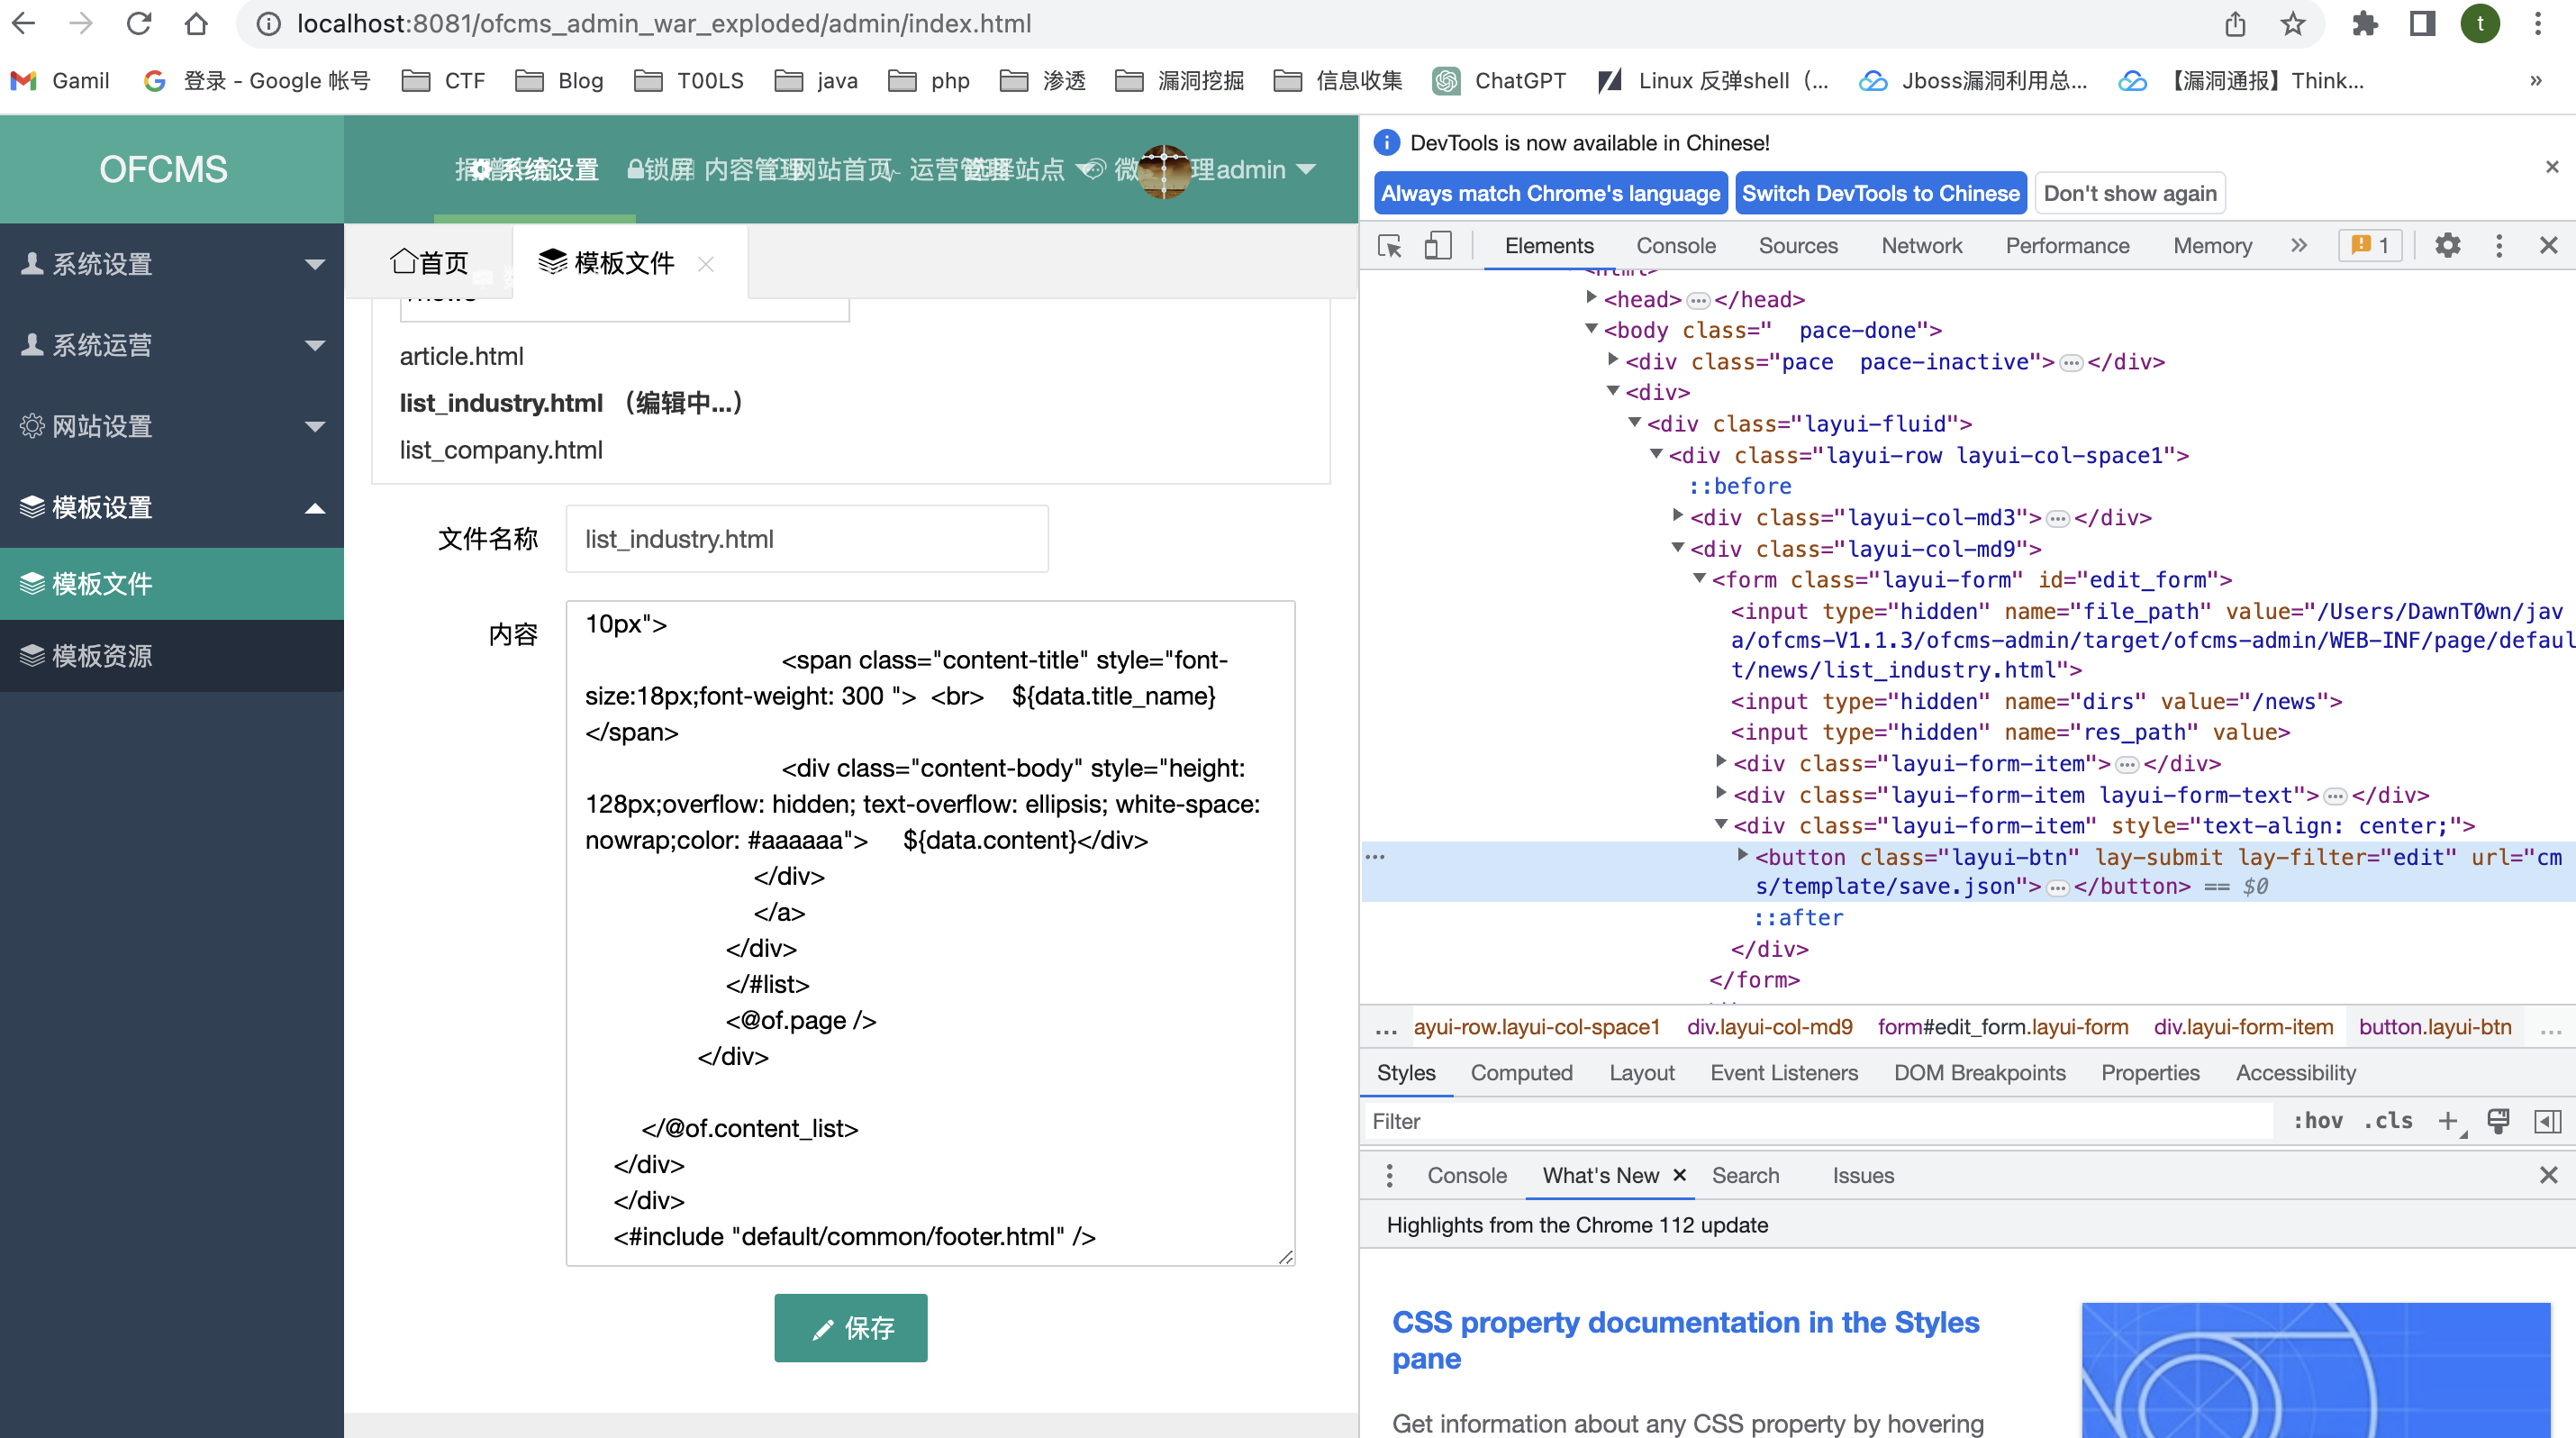 localhost:8081/ofcms_admin_war_exploded/admin/index.html
t
Gamil
登录 - Google 帐号
CTF
Blog
T00LS
java
php
渗透
漏洞挖掘
信息收集
ChatGPT
Linux 反弹shell（...
Jboss漏洞利用总...
【漏洞通报】Think...
»
OFCMS
系统设置
锁屏
内容管理
网站首页
运营管理
选择站点
admin
系统设置
系统运营
网站设置
模板设置
模板文件
模板资源
首页
模板文件
article.html
list_industry.html （编辑中...）
list_company.html
文件名称
list_industry.html
内容
10px">
<span class="content-title" style="font-
size:18px;font-weight: 300 "> <br> ${data.title_name}
</span>
<div class="content-body" style="height:
128px;overflow: hidden; text-overflow: ellipsis; white-space:
nowrap;color: #aaaaaa"> ${data.content}</div>
</div>
</a>
</div>
</#list>
<@of.page />
</div>
</@of.content_list>
</div>
</div>
<#include "default/common/footer.html" />
保存
DevTools is now available in Chinese!
Always match Chrome's language
Switch DevTools to Chinese
Don't show again
Elements
Console
Sources
Network
Performance
Memory
»
1
<head>…</head>
<body class="  pace-done">
<div class="pace  pace-inactive">…</div>
<div>
<div class="layui-fluid">
<div class="layui-row layui-col-space1">
::before
<div class="layui-col-md3">…</div>
<div class="layui-col-md9">
<form class="layui-form" id="edit_form">
<input type="hidden" name="file_path" value="/Users/DawnT0wn/jav
a/ofcms-V1.1.3/ofcms-admin/target/ofcms-admin/WEB-INF/page/defaul
t/news/list_industry.html">
<input type="hidden" name="dirs" value="/news">
<input type="hidden" name="res_path" value>
<div class="layui-form-item">…</div>
<div class="layui-form-item layui-form-text">…</div>
<div class="layui-form-item" style="text-align: center;">
<button class="layui-btn" lay-submit lay-filter="edit" url="cm
s/template/save.json">…</button> == $0
::after
</div>
</form>
... ayui-row.layui-col-space1 div.layui-col-md9 form#edit_form.layui-form div.layui-form-item button.layui-btn ...
Styles
Computed
Layout
Event Listeners
DOM Breakpoints
Properties
Accessibility
Filter
:hov
.cls
Console
What's New
Search
Issues
Highlights from the Chrome 112 update
CSS property documentation in the Styles
pane
Get information about any CSS property by hovering